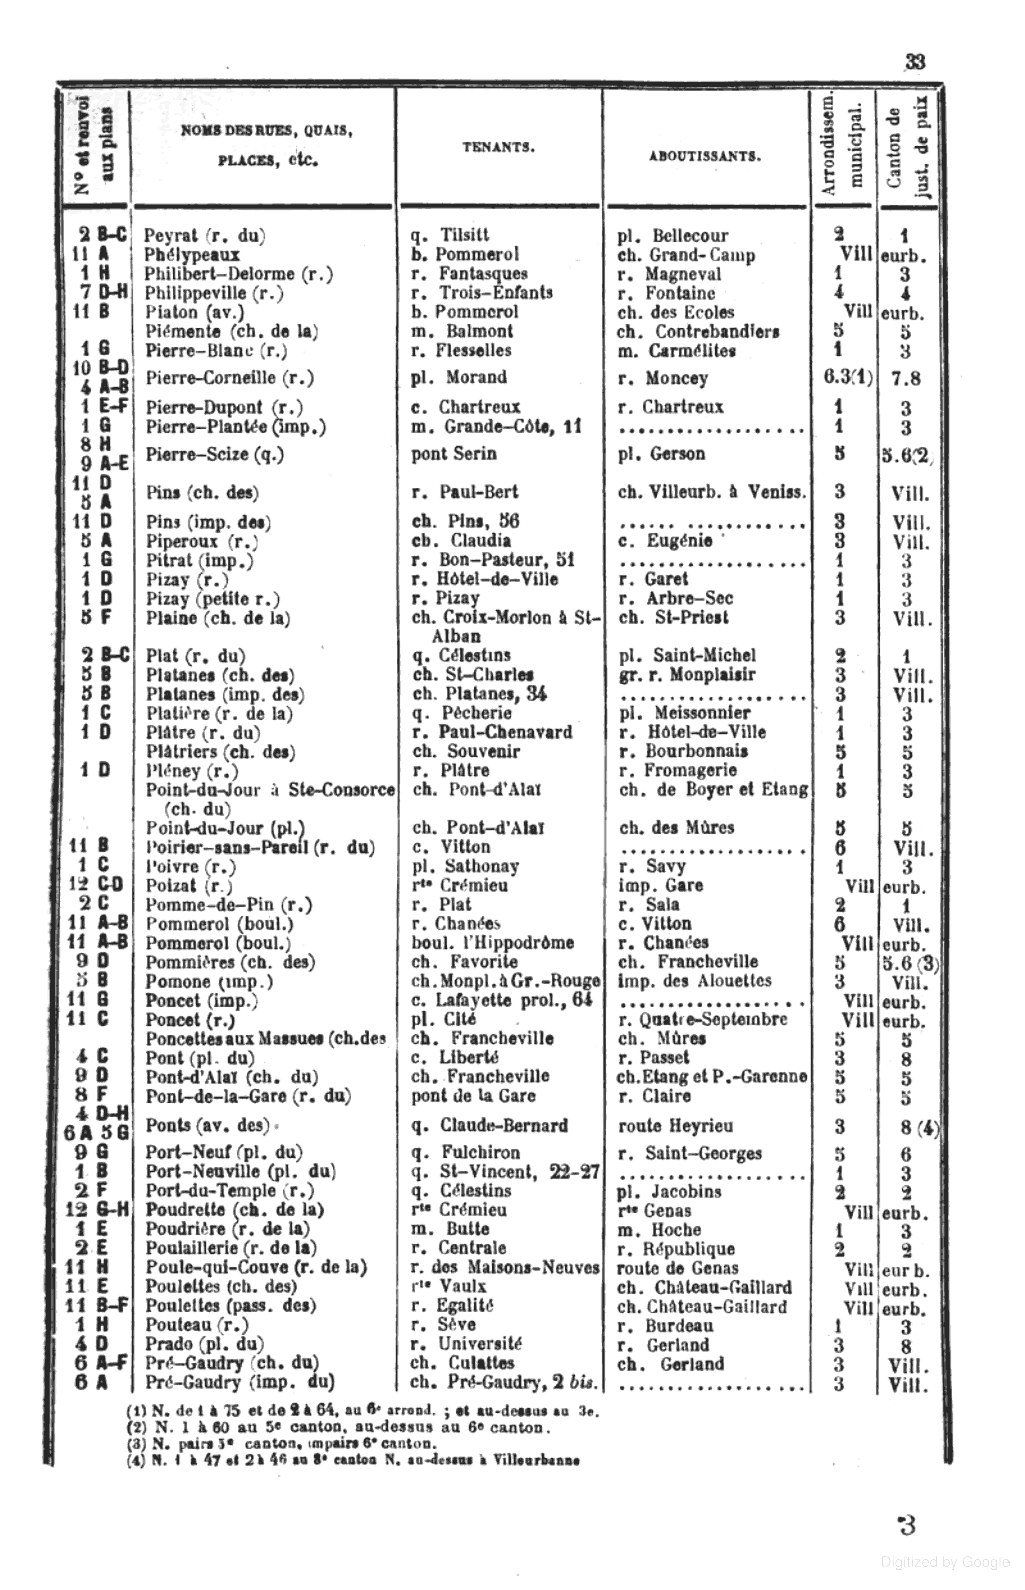 33
N° et renvoi aux plans | NOMS DES RUES, QUAIS, PLACES, etc. | TENANTS. | ABOUTISSANTS. | Arrondissem. municipal. | Canton de just. de paix
2 B-C Peyrat (r. du) q. Tilsitt pl. Bellecour 2 1
11 A Phélypeaux b. Pommerol ch. Grand-Camp Vill eurb.
1 H Philibert-Delorme (r.) r. Fantasques r. Magneval 1 3
7 D-H Philippeville (r.) r. Trois-Enfants r. Fontaine 4 4
11 B Piaton (av.) b. Pommerol ch. des Ecoles Vill eurb.
Piémente (ch. de la) m. Balmont ch. Contrebandiers 5 5
1 G Pierre-Blanc (r.) r. Flesselles m. Carmélites 1 3
10 B-D
4 A-B Pierre-Corneille (r.) pl. Morand r. Moncey 6.3(1) 7.8
1 E-F Pierre-Dupont (r.) c. Chartreux r. Chartreux 1 3
1 G Pierre-Plantée (imp.) m. Grande-Côte, 11 .................. 1 3
8 H
9 A-E Pierre-Scize (q.) pont Serin pl. Gerson 5 5.6(2)
11 D
5 A Pins (ch. des) r. Paul-Bert ch. Villeurb. à Veniss. 3 Vill.
11 D Pins (imp. des) ch. Pins, 56 .................. 3 Vill.
5 A Piperoux (r.) ch. Claudia c. Eugénie 3 Vill.
1 G Pitrat (imp.) r. Bon-Pasteur, 51 .................. 1 3
1 D Pizay (r.) r. Hôtel-de-Ville r. Garet 1 3
1 D Pizay (petite r.) r. Pizay r. Arbre-Sec 1 3
5 F Plaine (ch. de la) ch. Croix-Morlon à St- ch. St-Priest 3 Vill.
Alban
2 B-C Plat (r. du) q. Célestins pl. Saint-Michel 2 1
5 B Platanes (ch. des) ch. St-Charles gr. r. Monplaisir 3 Vill.
5 B Platanes (imp. des) ch. Platanes, 34 .................. 3 Vill.
1 C Platière (r. de la) q. Pêcherie pl. Meissonnier 1 3
1 D Plâtre (r. du) r. Paul-Chenavard r. Hôtel-de-Ville 1 3
Plâtriers (ch. des) ch. Souvenir r. Bourbonnais 5 5
1 D Pléney (r.) r. Plâtre r. Fromagerie 1 3
Point-du-Jour à Ste-Consorce ch. Pont-d'Alaï ch. de Boyer et Etang 5 5
(ch. du)
Point-du-Jour (pl.) ch. Pont-d'Alaï ch. des Mûres 5 5
11 B Poirier-sans-Pareil (r. du) c. Vitton .................. 6 Vill.
1 C Poivre (r.) pl. Sathonay r. Savy 1 3
12 C-D Poizat (r.) rte Crémieu imp. Gare Vill eurb.
2 C Pomme-de-Pin (r.) r. Plat r. Sala 2 1
11 A-B Pommerol (boul.) r. Chanées c. Vitton 6 Vill.
11 A-B Pommerol (boul.) boul. l'Hippodrôme r. Chanées Vill eurb.
9 D Pommières (ch. des) ch. Favorite ch. Francheville 5 5.6 (3)
5 B Pomone (imp.) ch. Monpl. à Gr.-Rouge imp. des Alouettes 3 Vill.
11 G Poncet (imp.) c. Lafayette prol., 64 .................. Vill eurb.
11 C Poncet (r.) pl. Cité r. Quatre-Septembre Vill eurb.
Poncettes aux Massues (ch. des ch. Francheville ch. Mûres 5 5
4 C Pont (pl. du) c. Liberté r. Passet 3 8
9 D Pont-d'Alaï (ch. du) ch. Francheville ch. Etang et P.-Garenne 5 5
8 F Pont-de-la-Gare (r. du) pont de la Gare r. Claire 5 5
4 D-H
6 A 5 G Ponts (av. des) q. Claude-Bernard route Heyrieu 3 8 (4)
9 G Port-Neuf (pl. du) q. Fulchiron r. Saint-Georges 5 6
1 B Port-Neuville (pl. du) q. St-Vincent, 22-27 .................. 1 3
2 F Port-du-Temple (r.) q. Célestins pl. Jacobins 2 2
12 G-H Poudrette (ch. de la) rte Crémieu rte Genas Vill eurb.
1 E Poudrière (r. de la) m. Butte m. Hoche 1 3
2 E Poulaillerie (r. de la) r. Centrale r. République 2 2
11 H Poule-qui-Couve (r. de la) r. des Maisons-Neuves route de Genas Vill eurb.
11 E Poulettes (ch. des) rte Vaulx ch. Château-Gaillard Vill eurb.
11 B-F Poulettes (pass. des) r. Egalité ch. Château-Gaillard Vill eurb.
1 H Pouteau (r.) r. Sève r. Burdeau 1 3
4 D Prado (pl. du) r. Université r. Gerland 3 8
6 A-F Pré-Gaudry (ch. du) ch. Culattes ch. Gerland 3 Vill.
6 A Pré-Gaudry (imp. du) ch. Pré-Gaudry, 2 bis. .................. 3 Vill.
(1) N. de 1 à 75 et de 2 à 64, au 6e arrond. ; et au-dessus au 3e.
(2) N. 1 à 60 au 5e canton, au-dessus au 6e canton.
(3) N. pairs 5e canton, impairs 6e canton.
(4) N. 1 à 47 et 2 à 46 au 8e canton N. au-dessus à Villeurbanne
3
Digitized by Google